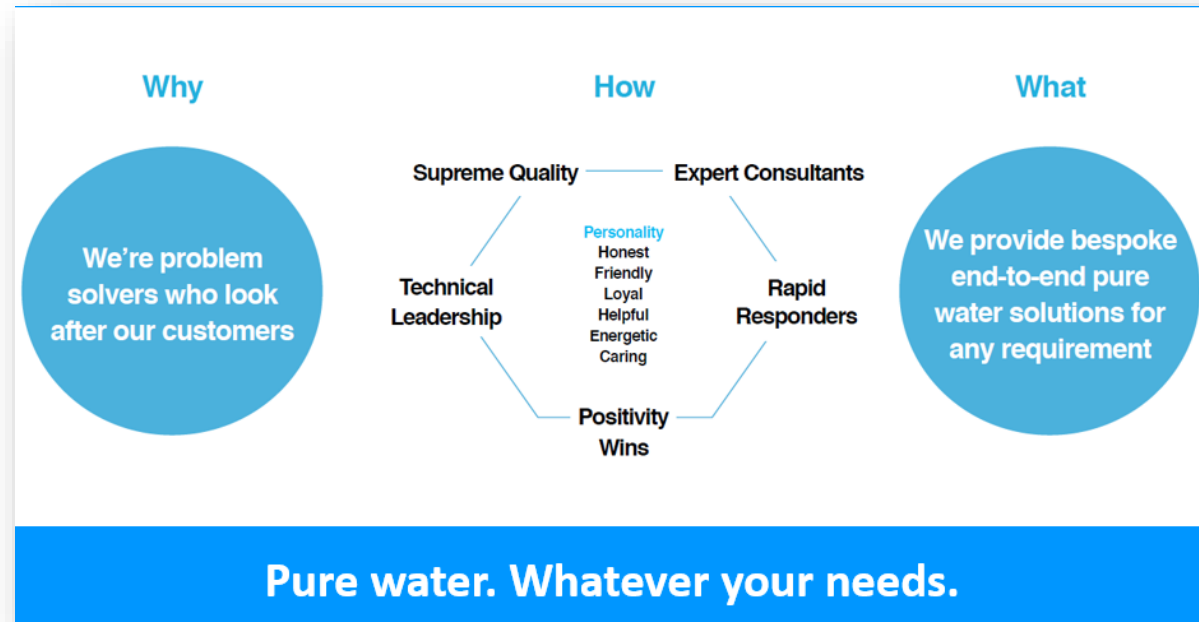 Why
We're problem
solvers who look
after our customers
How
Supreme Quality
Expert Consultants
Technical
Leadership
Personality
Honest
Friendly
Loyal
Helpful
Energetic
Caring
Rapid
Responders
Positivity
Wins
What
We provide bespoke
end-to-end pure
water solutions for
any requirement
Pure water. Whatever your needs.